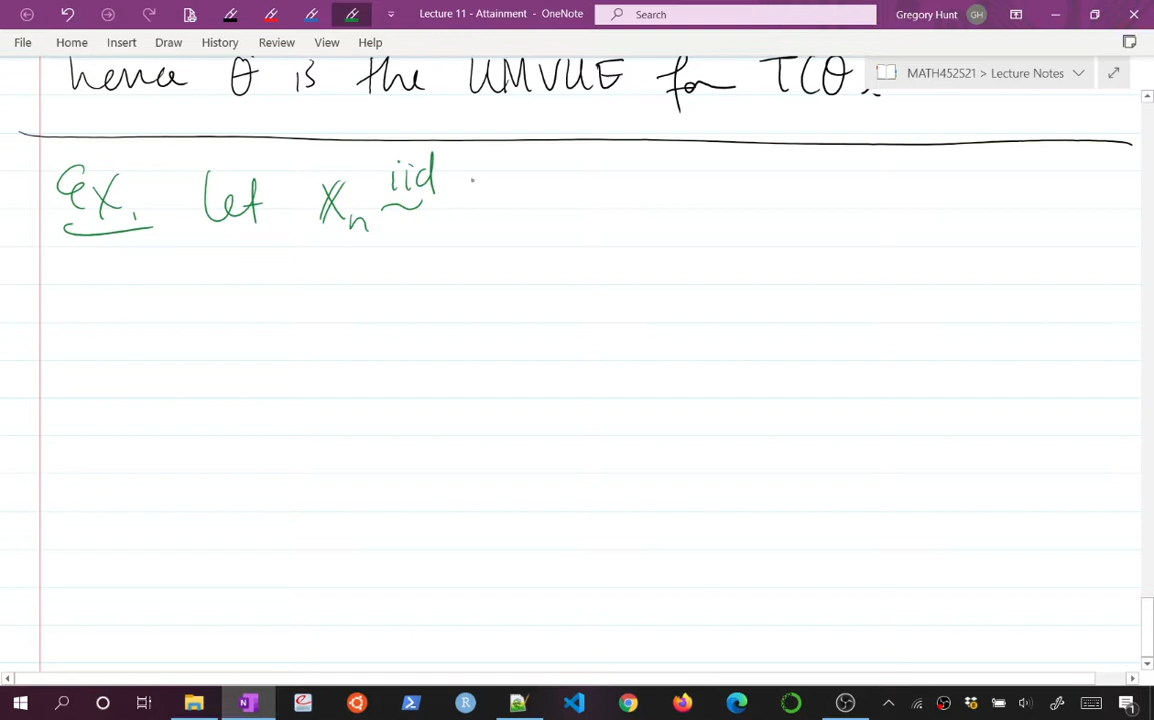 Lecture 11 - Attainment - OneNote
Search
Gregory Hunt
GH
File Home Insert Draw History Review View Help
MATH452S21 > Lecture Notes
hence θ̂ is the UMVUE for τ(θ).
Ex. Let Xn iid ~